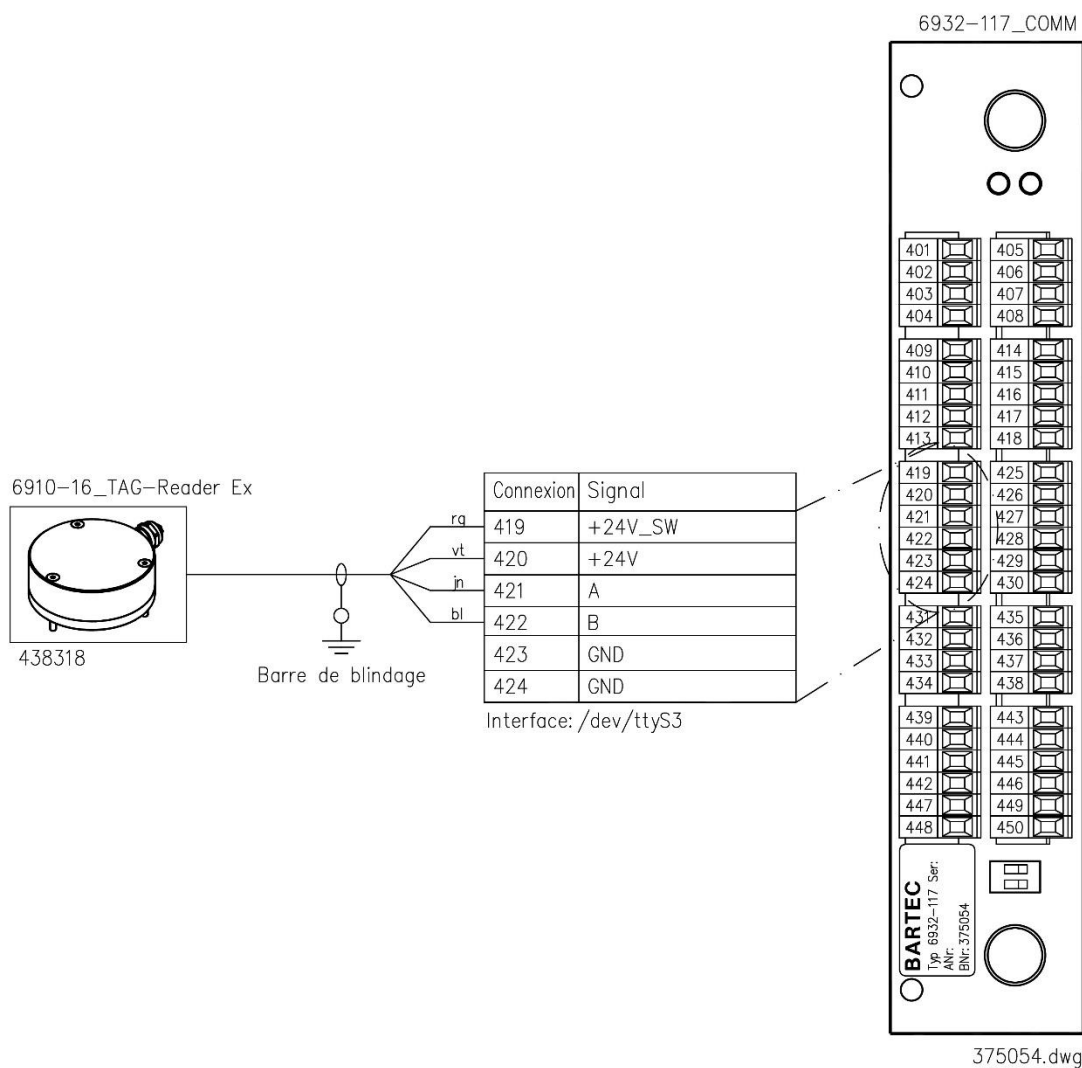 6932-117_COMM
401 405
402 406
403 407
404 408
409 414
410 415
411 416
412 417
413 418
419 425
420 426
421 427
422 428
423 429
424 430
431 435
432 436
433 437
434 438
439 443
440 444
441 445
442 446
447 449
448 450
BARTEC
Typ 6932-117 Ser:
ANr:
BNr: 375054
375054.dwg
6910-16_TAG-Reader Ex
438318
Barre de blindage
rg
vt
jn
bl
Connexion Signal
419 +24V_SW
420 +24V
421 A
422 B
423 GND
424 GND
Interface: /dev/ttyS3